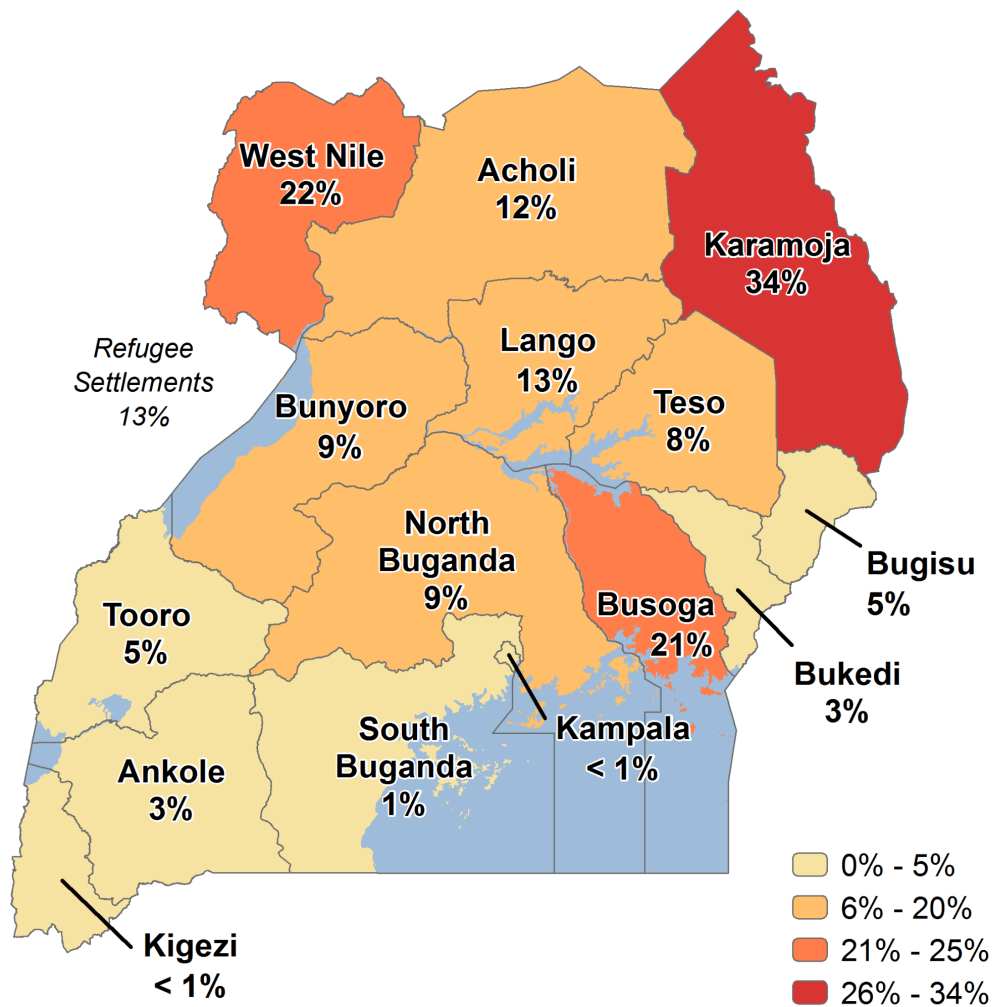 West Nile
22%
Acholi
12%
Karamoja
34%
Refugee
Settlements
13%
Lango
13%
Bunyoro
9%
Teso
8%
North
Buganda
9%
Bugisu
5%
Busoga
21%
Tooro
5%
Bukedi
3%
South
Buganda
1%
Kampala
< 1%
Ankole
3%
Kigezi
< 1%
0% - 5%
6% - 20%
21% - 25%
26% - 34%